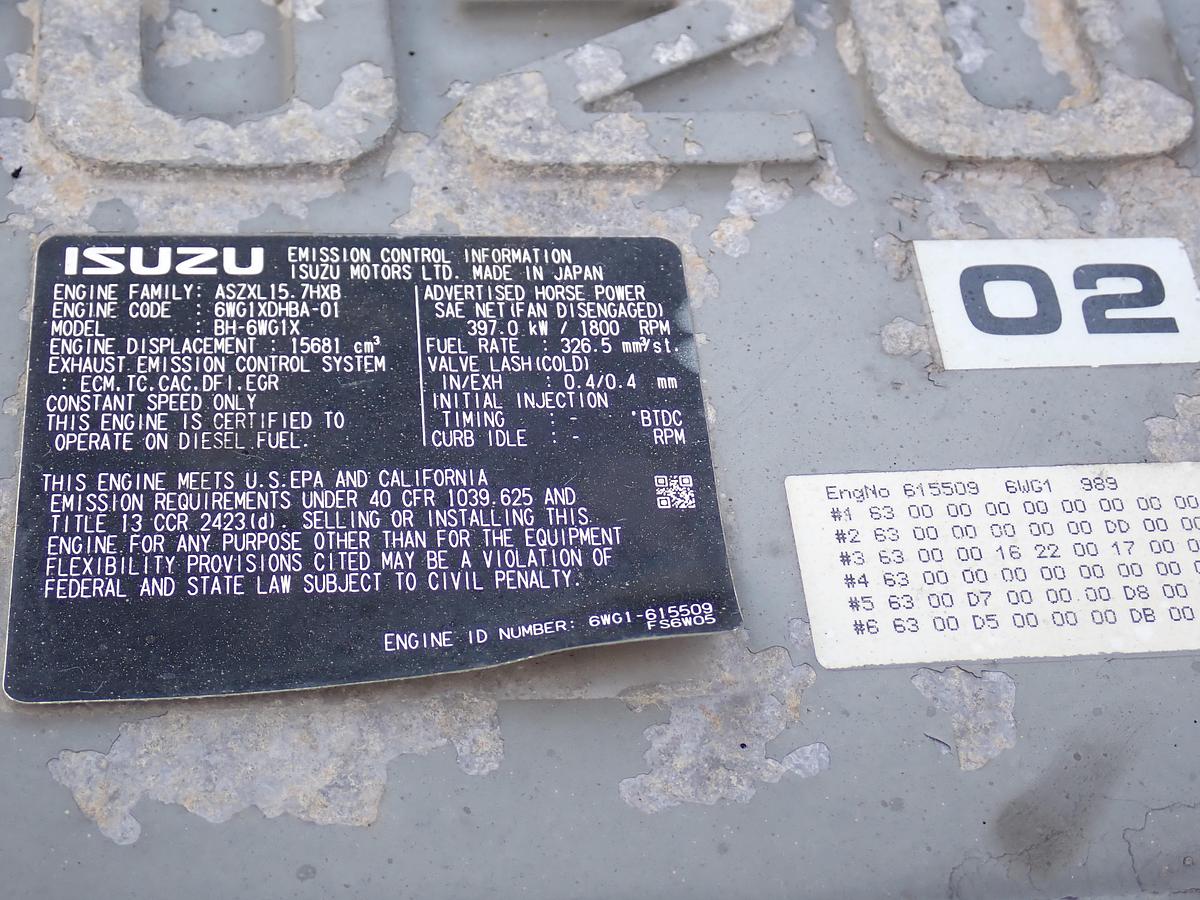 UZU
ISUZU EMISSION CONTROL INFORMATION
ISUZU MOTORS LTD. MADE IN JAPAN
ENGINE FAMILY: ASZXL15.7HXB
ENGINE CODE : 6WG1XDHBA-01
MODEL : BH-6WG1X
ENGINE DISPLACEMENT : 15681 cm³
EXHAUST EMISSION CONTROL SYSTEM
: ECM.TC.CAC.DFI.EGR
CONSTANT SPEED ONLY
THIS ENGINE IS CERTIFIED TO
OPERATE ON DIESEL FUEL.
ADVERTISED HORSE POWER
SAE NET(FAN DISENGAGED)
397.0 kW / 1800 RPM
FUEL RATE : 326.5 mm³/st.
VALVE LASH(COLD)
IN/EXH : 0.4/0.4 mm
INITIAL INJECTION
TIMING : - °BTDC
CURB IDLE : - RPM
THIS ENGINE MEETS U.S.EPA AND CALIFORNIA
EMISSION REQUIREMENTS UNDER 40 CFR 1039.625 AND
TITLE 13 CCR 2423(d). SELLING OR INSTALLING THIS
ENGINE FOR ANY PURPOSE OTHER THAN FOR THE EQUIPMENT
FLEXIBILITY PROVISIONS CITED MAY BE A VIOLATION OF
FEDERAL AND STATE LAW SUBJECT TO CIVIL PENALTY.
ENGINE ID NUMBER: 6WG1-615509
FS6W05
02
EngNo 615509 6WG1 989
#1 63 00 00 00 00 00 00 00
#2 63 00 00 00 00 00 DD 00 00
#3 63 00 00 16 22 00 17 00
#4 63 00 00 00 00 00 00 00
#5 63 00 D7 00 00 00 D8 00
#6 63 00 D5 00 00 00 DB 00